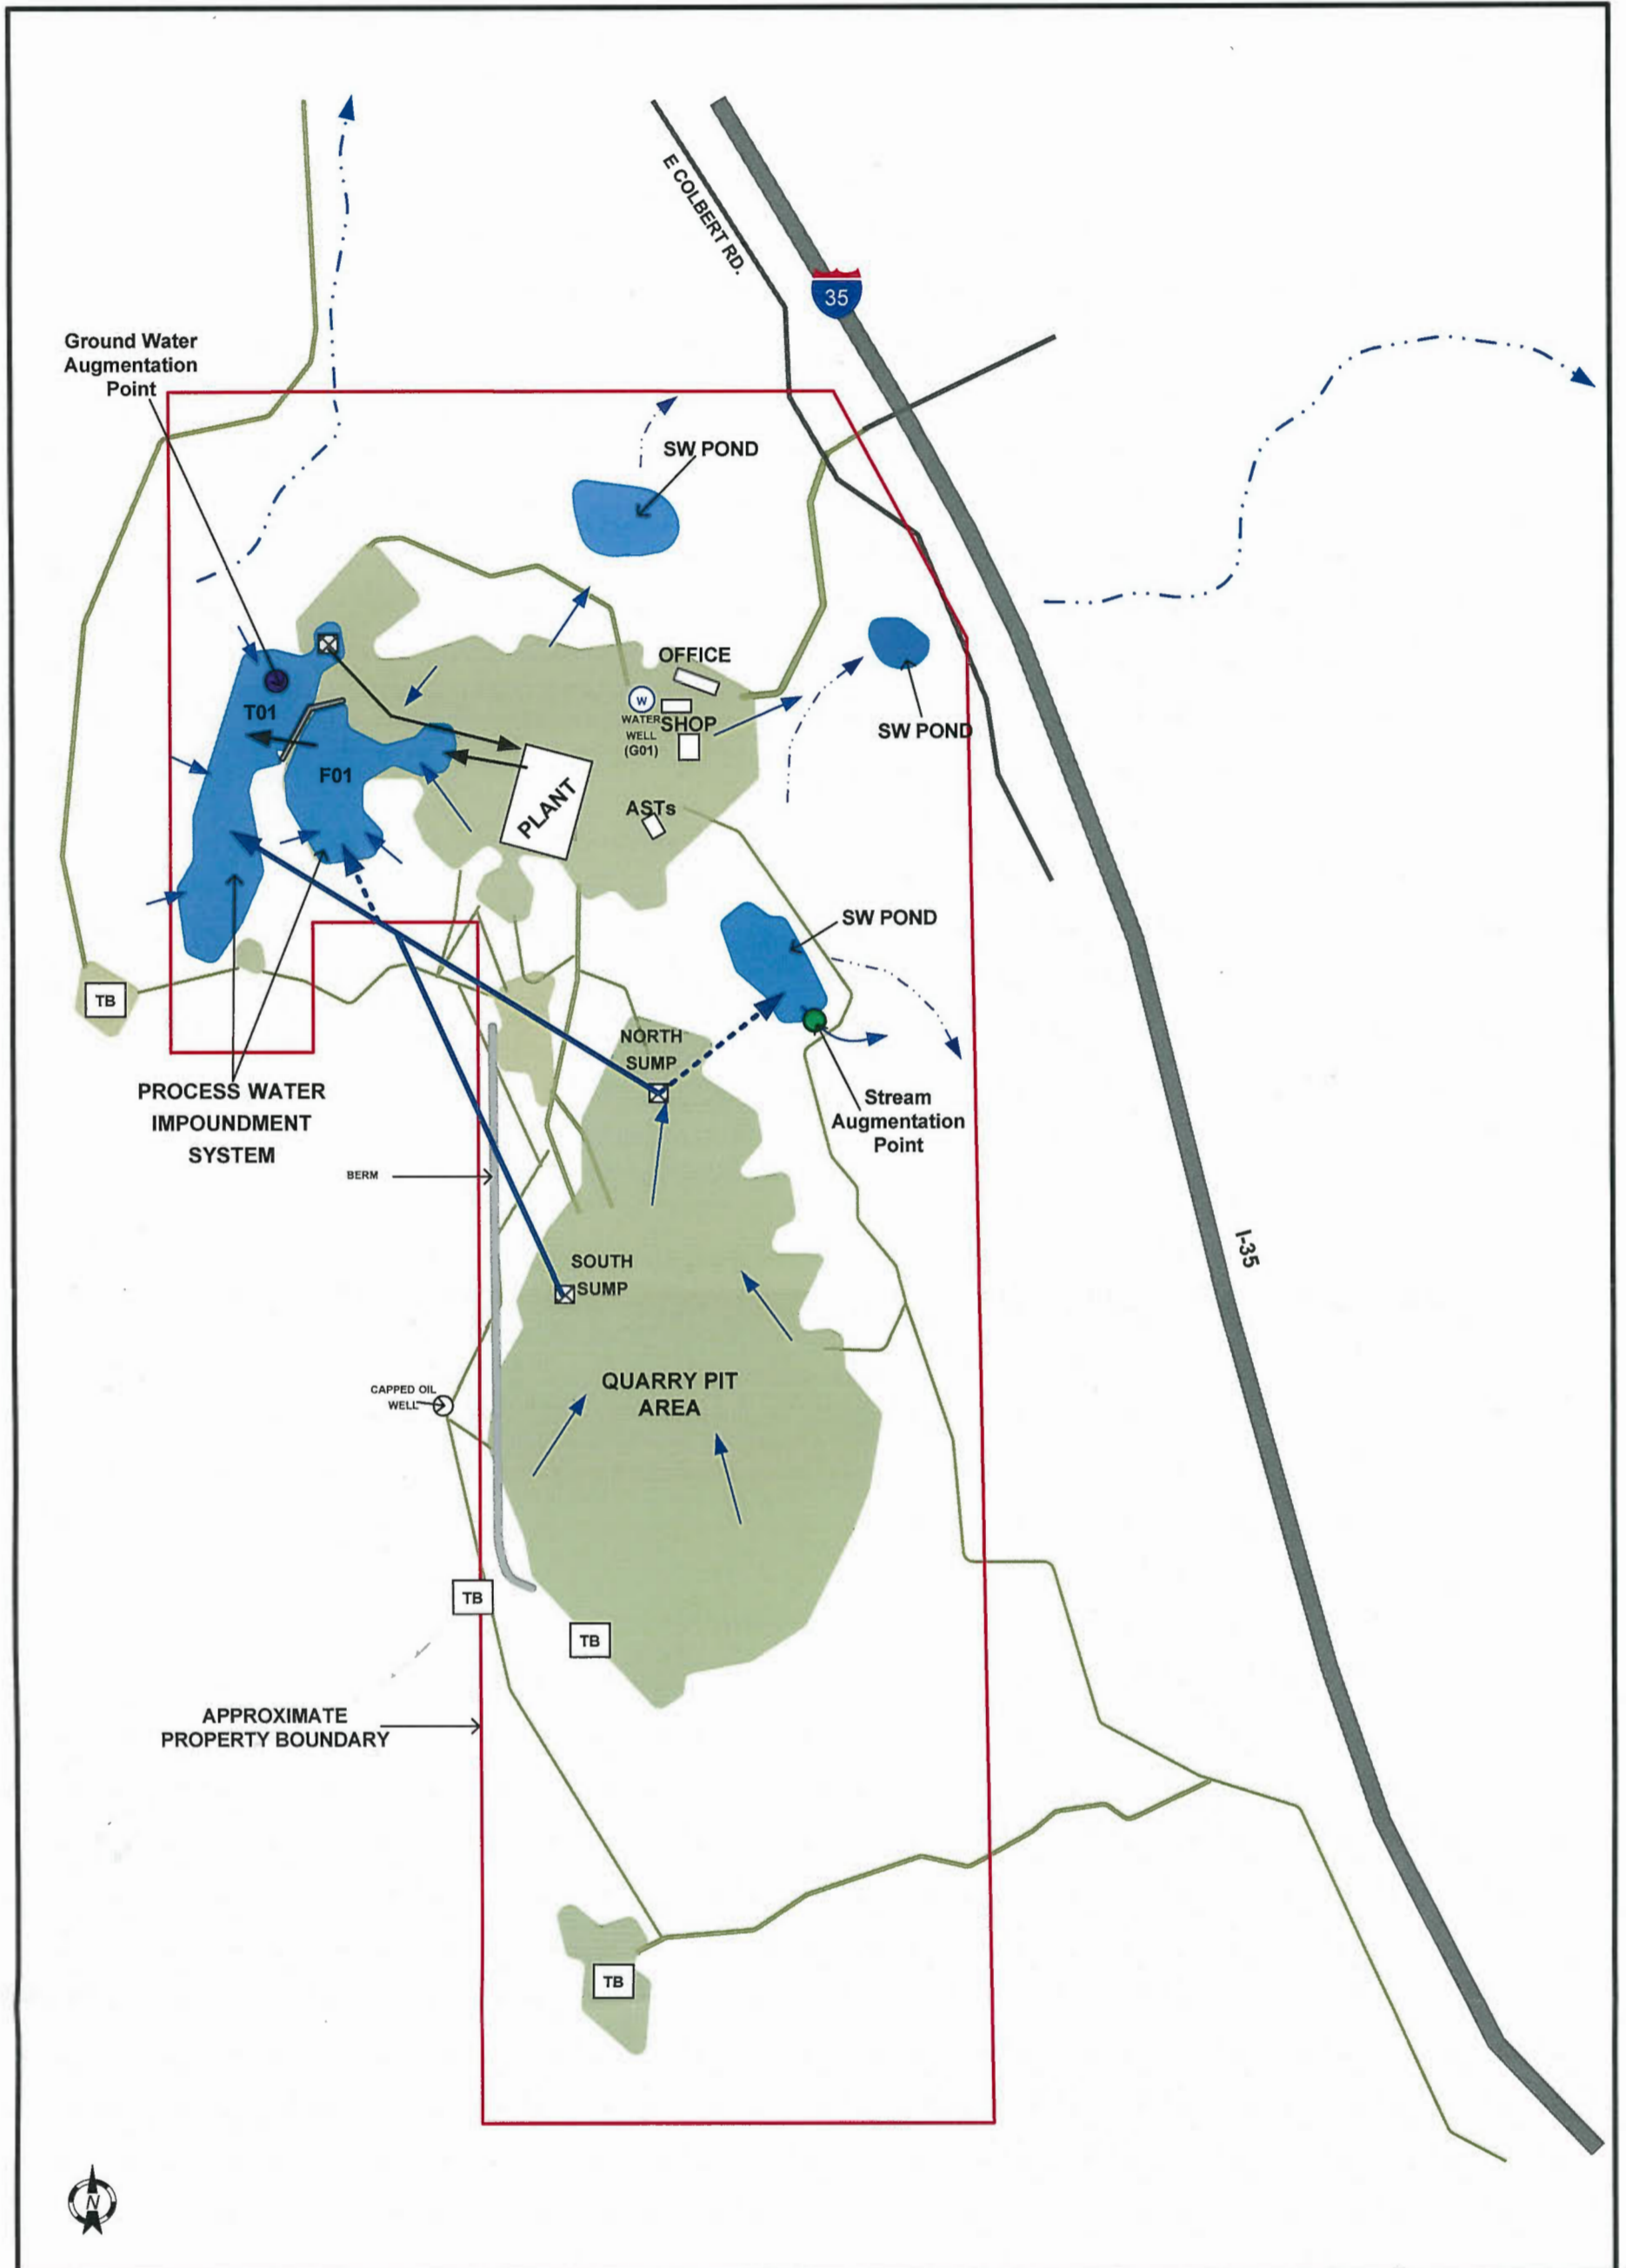 E COLBERT RD.
35
Ground Water
Augmentation
Point
SW POND
OFFICE
W
WATER
WELL
(G01)
SHOP
SW POND
T01
F01
PLANT
ASTs
SW POND
TB
NORTH
SUMP
Stream
Augmentation
Point
PROCESS WATER
IMPOUNDMENT
SYSTEM
BERM
I-35
SOUTH
SUMP
CAPPED OIL
WELL
QUARRY PIT
AREA
TB
TB
APPROXIMATE
PROPERTY BOUNDARY
TB
N